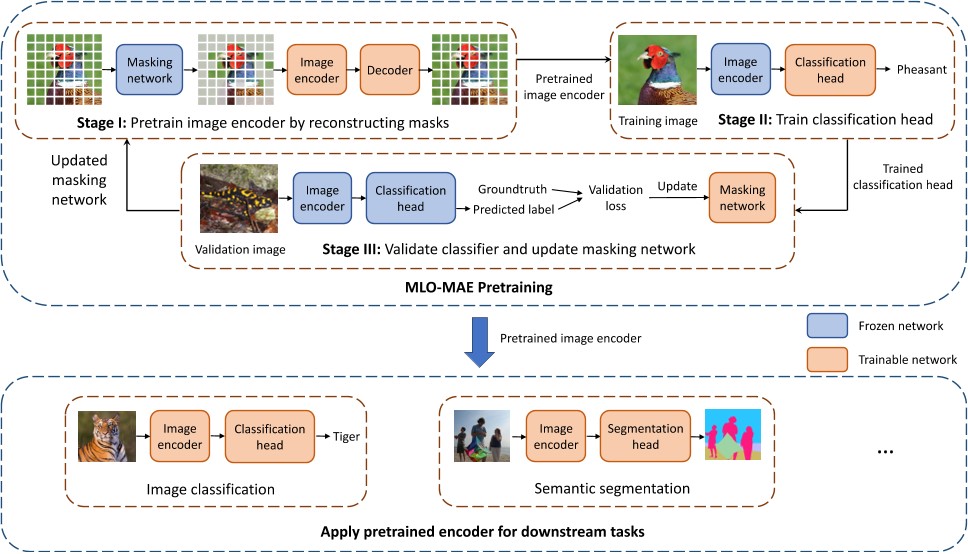 Masking
network
Image
encoder
Decoder
Stage I: Pretrain image encoder by reconstructing masks
Pretrained
image encoder
Image
encoder
Classification
head
Pheasant
Training image
Stage II: Train classification head
Updated
masking
network
Trained
classification head
Image
encoder
Classification
head
Groundtruth
Predicted label
Validation
loss
Update
Masking
network
Validation image
Stage III: Validate classifier and update masking network
MLO-MAE Pretraining
Pretrained image encoder
Frozen network
Trainable network
Image
encoder
Classification
head
Tiger
Image classification
Image
encoder
Segmentation
head
Semantic segmentation
...
Apply pretrained encoder for downstream tasks